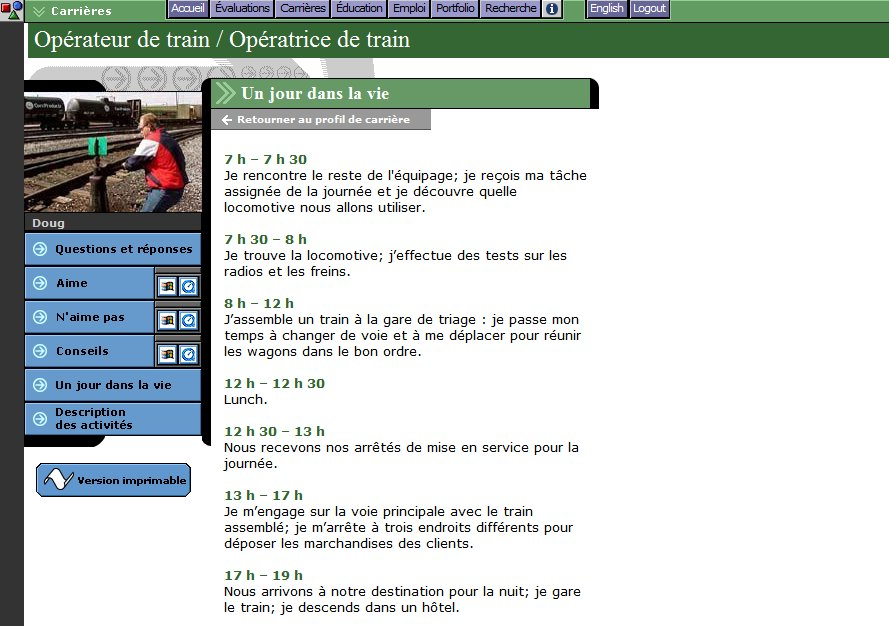 Carrières
Accueil Évaluations Carrières Éducation Emploi Portfolio Recherche English Logout
Opérateur de train / Opératrice de train
Un jour dans la vie
Retourner au profil de carrière
Doug
Questions et réponses
Aime
N'aime pas
Conseils
Un jour dans la vie
Description
des activités
Version imprimable
7 h – 7 h 30
Je rencontre le reste de l'équipage; je reçois ma tâche
assignée de la journée et je découvre quelle
locomotive nous allons utiliser.
7 h 30 – 8 h
Je trouve la locomotive; j’effectue des tests sur les
radios et les freins.
8 h – 12 h
J’assemble un train à la gare de triage : je passe mon
temps à changer de voie et à me déplacer pour réunir
les wagons dans le bon ordre.
12 h – 12 h 30
Lunch.
12 h 30 – 13 h
Nous recevons nos arrêtés de mise en service pour la
journée.
13 h – 17 h
Je m’engage sur la voie principale avec le train
assemblé; je m’arrête à trois endroits différents pour
déposer les marchandises des clients.
17 h – 19 h
Nous arrivons à notre destination pour la nuit; je gare
le train; je descends dans un hôtel.